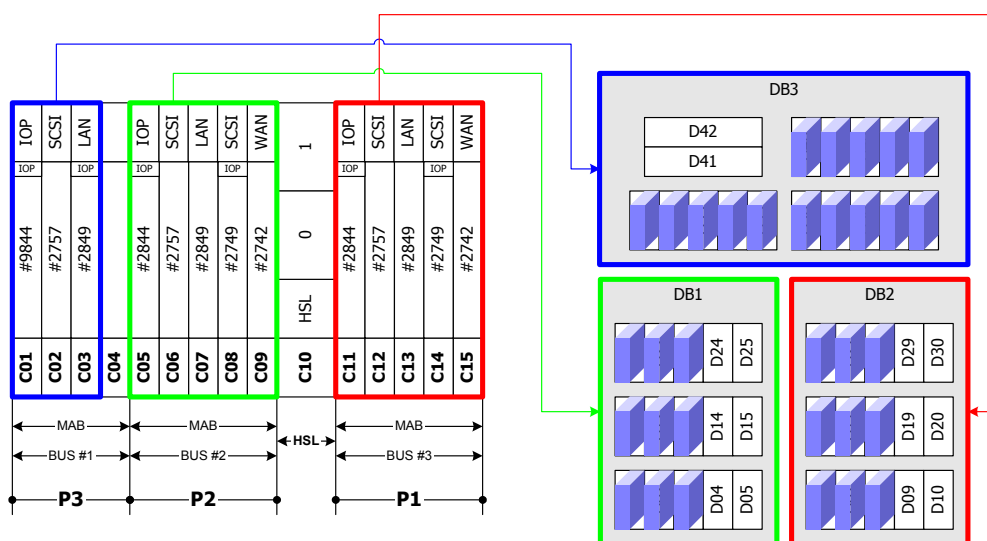 DB3
D42
D41
IOP SCSI LAN IOP SCSI LAN SCSI WAN 1 IOP SCSI LAN SCSI WAN
IOP IOP IOP IOP IOP IOP
#9844 #2757 #2849 #2844 #2757 #2849 #2749 #2742 0 #2844 #2757 #2849 #2749 #2742
HSL
C01 C02 C03 C04 C05 C06 C07 C08 C09 C10 C11 C12 C13 C14 C15
MAB MAB HSL MAB
BUS #1 BUS #2 BUS #3
P3 P2 P1
DB1
D24 D25
D14 D15
D04 D05
DB2
D29 D30
D19 D20
D09 D10